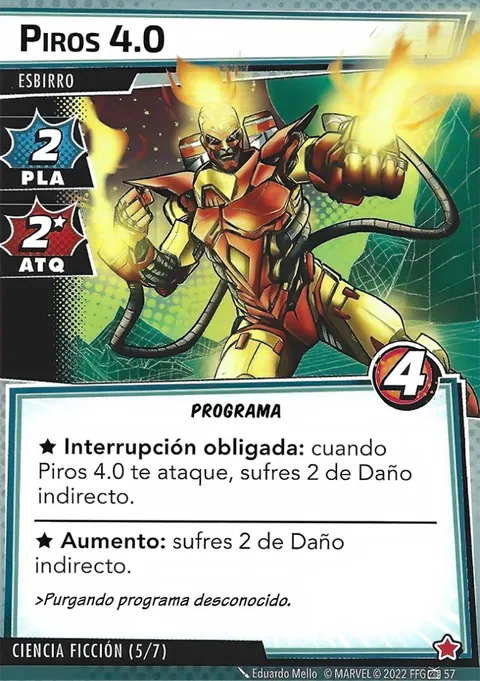 PIROS 4.0
ESBIRRO
2
PLA
2★
ATQ
4
PROGRAMA
★ Interrupción obligada: cuando
Piros 4.0 te ataque, sufres 2 de Daño
indirecto.
★ Aumento: sufres 2 de Daño
indirecto.
>Purgando programa desconocido.
CIENCIA FICCIÓN (5/7)
Eduardo Mello © MARVEL © 2022 FFG 57